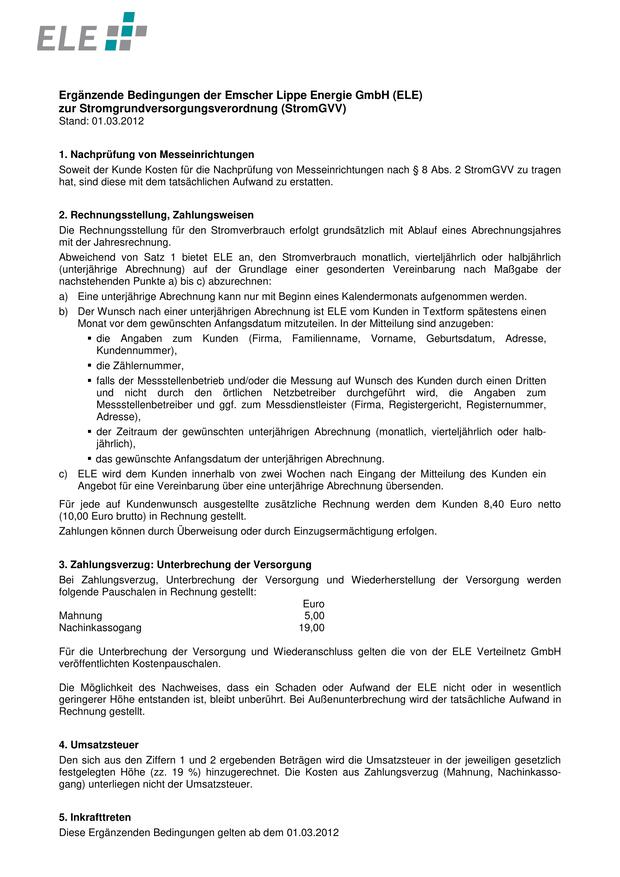 ELE
Ergänzende Bedingungen der Emscher Lippe Energie GmbH (ELE)
zur Stromgrundversorgungsverordnung (StromGVV)
Stand: 01.03.2012
1. Nachprüfung von Messeinrichtungen
Soweit der Kunde Kosten für die Nachprüfung von Messeinrichtungen nach § 8 Abs. 2 StromGVV zu tragen
hat, sind diese mit dem tatsächlichen Aufwand zu erstatten.
2. Rechnungsstellung, Zahlungsweisen
Die Rechnungsstellung für den Stromverbrauch erfolgt grundsätzlich mit Ablauf eines Abrechnungsjahres
mit der Jahresrechnung.
Abweichend von Satz 1 bietet ELE an, den Stromverbrauch monatlich, vierteljährlich oder halbjährlich
(unterjährige Abrechnung) auf der Grundlage einer gesonderten Vereinbarung nach Maßgabe der
nachstehenden Punkte a) bis c) abzurechnen:
a) Eine unterjährige Abrechnung kann nur mit Beginn eines Kalendermonats aufgenommen werden.
b) Der Wunsch nach einer unterjährigen Abrechnung ist ELE vom Kunden in Textform spätestens einen
Monat vor dem gewünschten Anfangsdatum mitzuteilen. In der Mitteilung sind anzugeben:
▪ die Angaben zum Kunden (Firma, Familienname, Vorname, Geburtsdatum, Adresse,
Kundennummer),
▪ die Zählernummer,
▪ falls der Messstellenbetrieb und/oder die Messung auf Wunsch des Kunden durch einen Dritten
und nicht durch den örtlichen Netzbetreiber durchgeführt wird, die Angaben zum
Messstellenbetreiber und ggf. zum Messdienstleister (Firma, Registergericht, Registernummer,
Adresse),
▪ der Zeitraum der gewünschten unterjährigen Abrechnung (monatlich, vierteljährlich oder halb-
jährlich),
▪ das gewünschte Anfangsdatum der unterjährigen Abrechnung.
c) ELE wird dem Kunden innerhalb von zwei Wochen nach Eingang der Mitteilung des Kunden ein
Angebot für eine Vereinbarung über eine unterjährige Abrechnung übersenden.
Für jede auf Kundenwunsch ausgestellte zusätzliche Rechnung werden dem Kunden 8,40 Euro netto
(10,00 Euro brutto) in Rechnung gestellt.
Zahlungen können durch Überweisung oder durch Einzugsermächtigung erfolgen.
3. Zahlungsverzug: Unterbrechung der Versorgung
Bei Zahlungsverzug, Unterbrechung der Versorgung und Wiederherstellung der Versorgung werden
folgende Pauschalen in Rechnung gestellt:
Euro
Mahnung 5,00
Nachinkassogang 19,00
Für die Unterbrechung der Versorgung und Wiederanschluss gelten die von der ELE Verteilnetz GmbH
veröffentlichten Kostenpauschalen.
Die Möglichkeit des Nachweises, dass ein Schaden oder Aufwand der ELE nicht oder in wesentlich
geringerer Höhe entstanden ist, bleibt unberührt. Bei Außenunterbrechung wird der tatsächliche Aufwand in
Rechnung gestellt.
4. Umsatzsteuer
Den sich aus den Ziffern 1 und 2 ergebenden Beträgen wird die Umsatzsteuer in der jeweiligen gesetzlich
festgelegten Höhe (zz. 19 %) hinzugerechnet. Die Kosten aus Zahlungsverzug (Mahnung, Nachinkasso-
gang) unterliegen nicht der Umsatzsteuer.
5. Inkrafttreten
Diese Ergänzenden Bedingungen gelten ab dem 01.03.2012